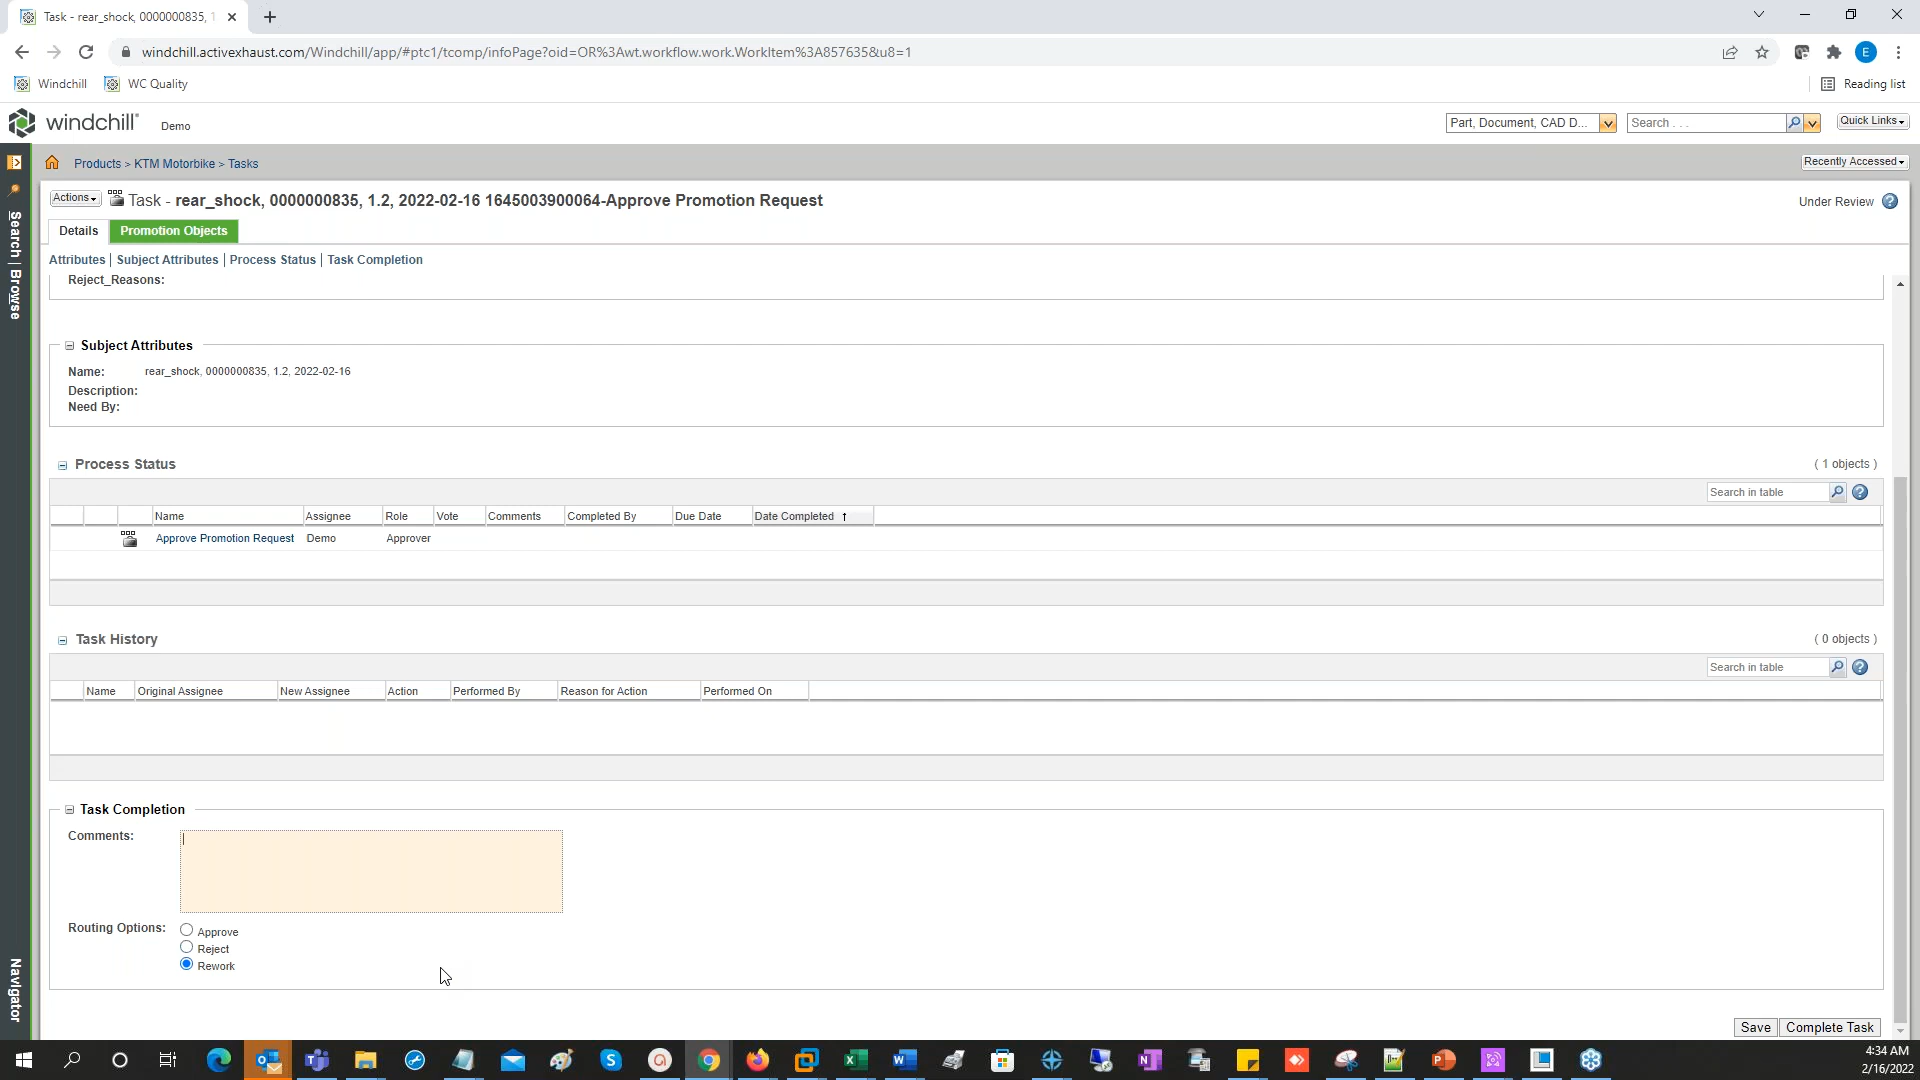 Task - rear_shock, 0000000835, 1
windchill.activexhaust.com/Windchill/app/#ptc1/tcomp/infoPage?oid=OR%3Awt.workflow.work.WorkItem%3A857635&u8=1
E
Windchill WC Quality Reading list
windchill Demo Part, Document, CAD D... Search . . . Quick Links
Products > KTM Motorbike > Tasks Recently Accessed
Actions Task - rear_shock, 0000000835, 1.2, 2022-02-16 1645003900064-Approve Promotion Request Under Review
Details Promotion Objects
Search | Browse
Attributes | Subject Attributes | Process Status | Task Completion
Reject_Reasons:
Subject Attributes
Name: rear_shock, 0000000835, 1.2, 2022-02-16
Description:
Need By:
Process Status ( 1 objects )
Search in table
Name Assignee Role Vote Comments Completed By Due Date Date Completed ↑
Approve Promotion Request Demo Approver
Task History ( 0 objects )
Search in table
Name Original Assignee New Assignee Action Performed By Reason for Action Performed On
Task Completion
Comments:
Routing Options: Approve
Reject
Rework
Navigator
Save Complete Task
4:34 AM
2/16/2022